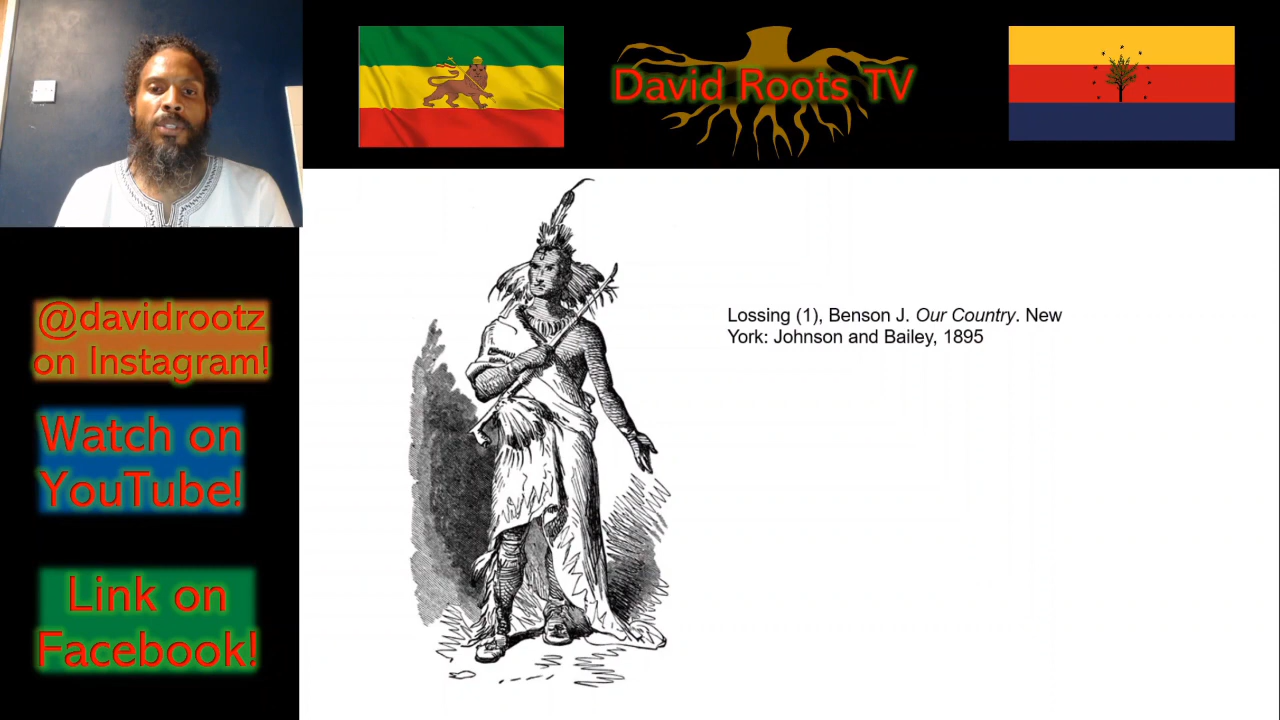 David Roots TV
@davidrootz
on Instagram!
Watch on
YouTube!
Link on
Facebook!
Lossing (1), Benson J. Our Country. New
York: Johnson and Bailey, 1895